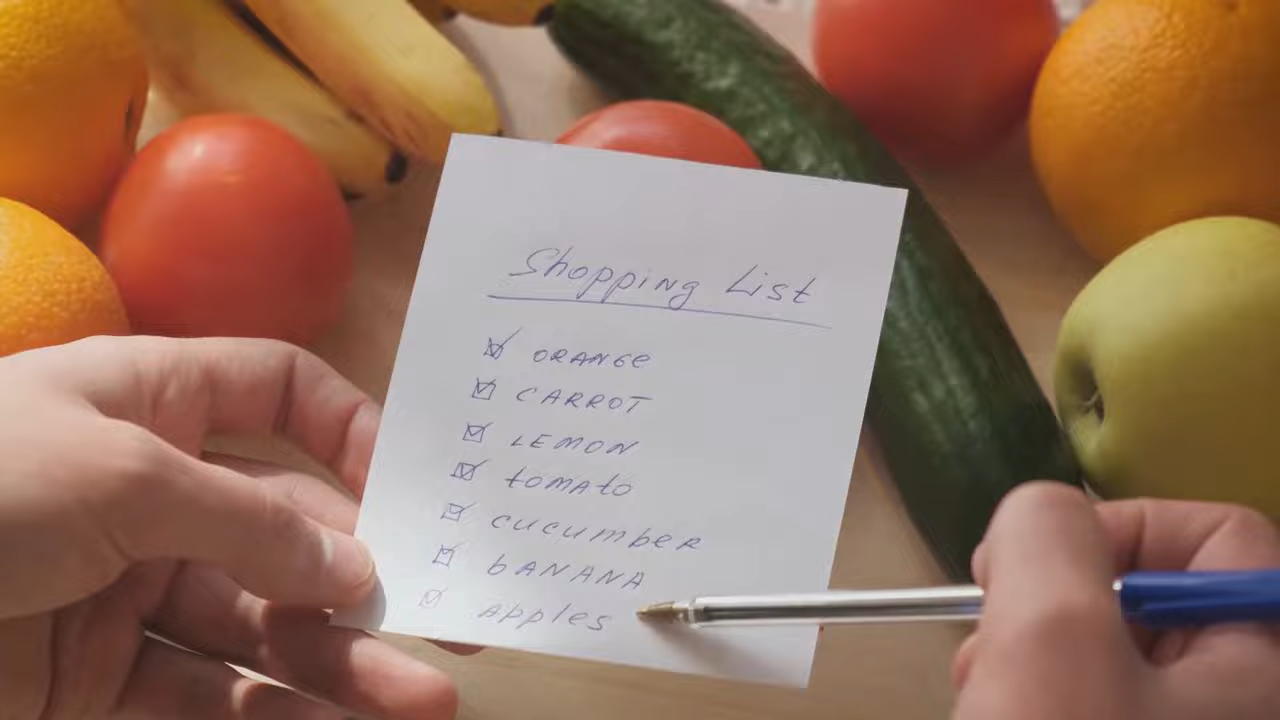 Shopping List
ORANGE
CARROT
LEMON
tomato
cucumber
bANANA
Apples